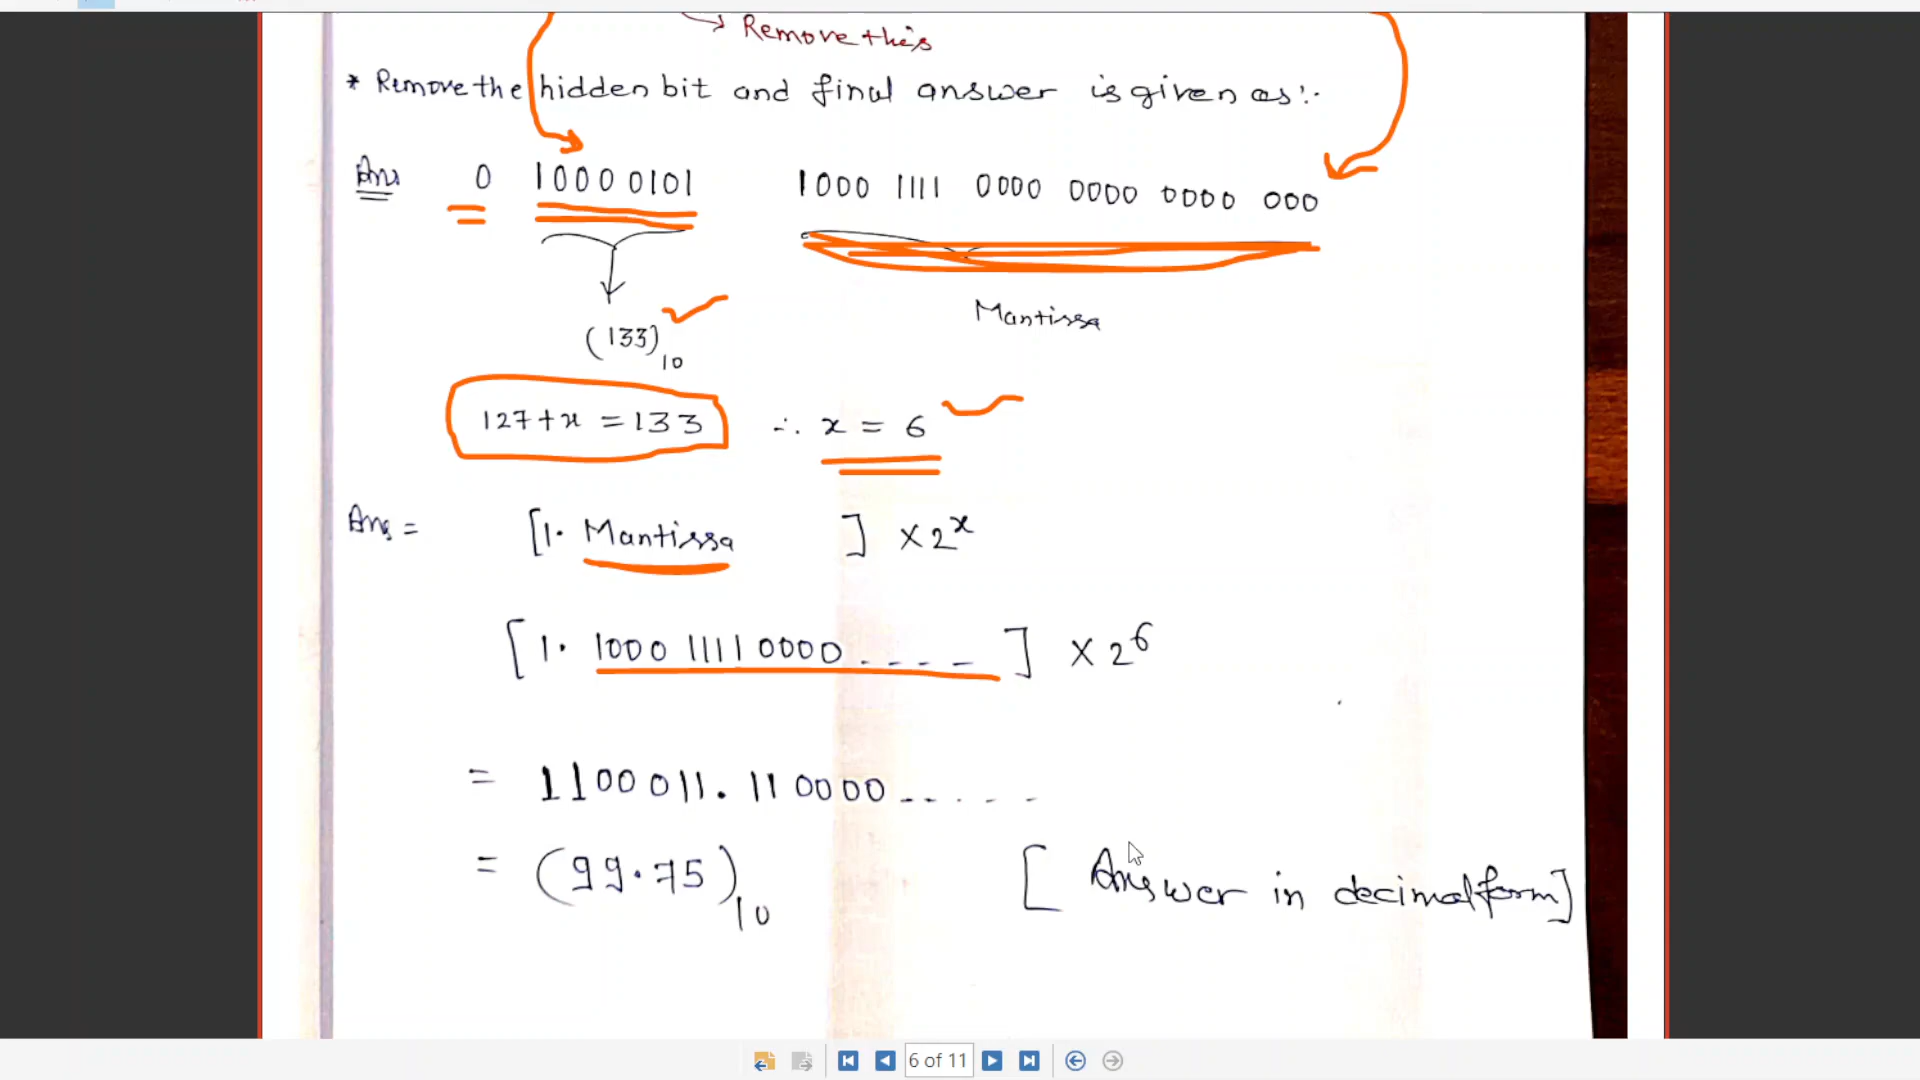 → Remove this
* Remove the hidden bit and final answer is given as:-
Ans 0 1000 0101 1000 1111 0000 0000 0000 000
(133)10 Mantissa
127+x = 133 ∴ x = 6
Ans = [1. Mantissa ] × 2^x
[1. 1000 1111 0000 . - - - - ] × 2^6
= 1100011.110000 - - . - - -
= (99.75)10 [Answer in decimal form]
6 of 11